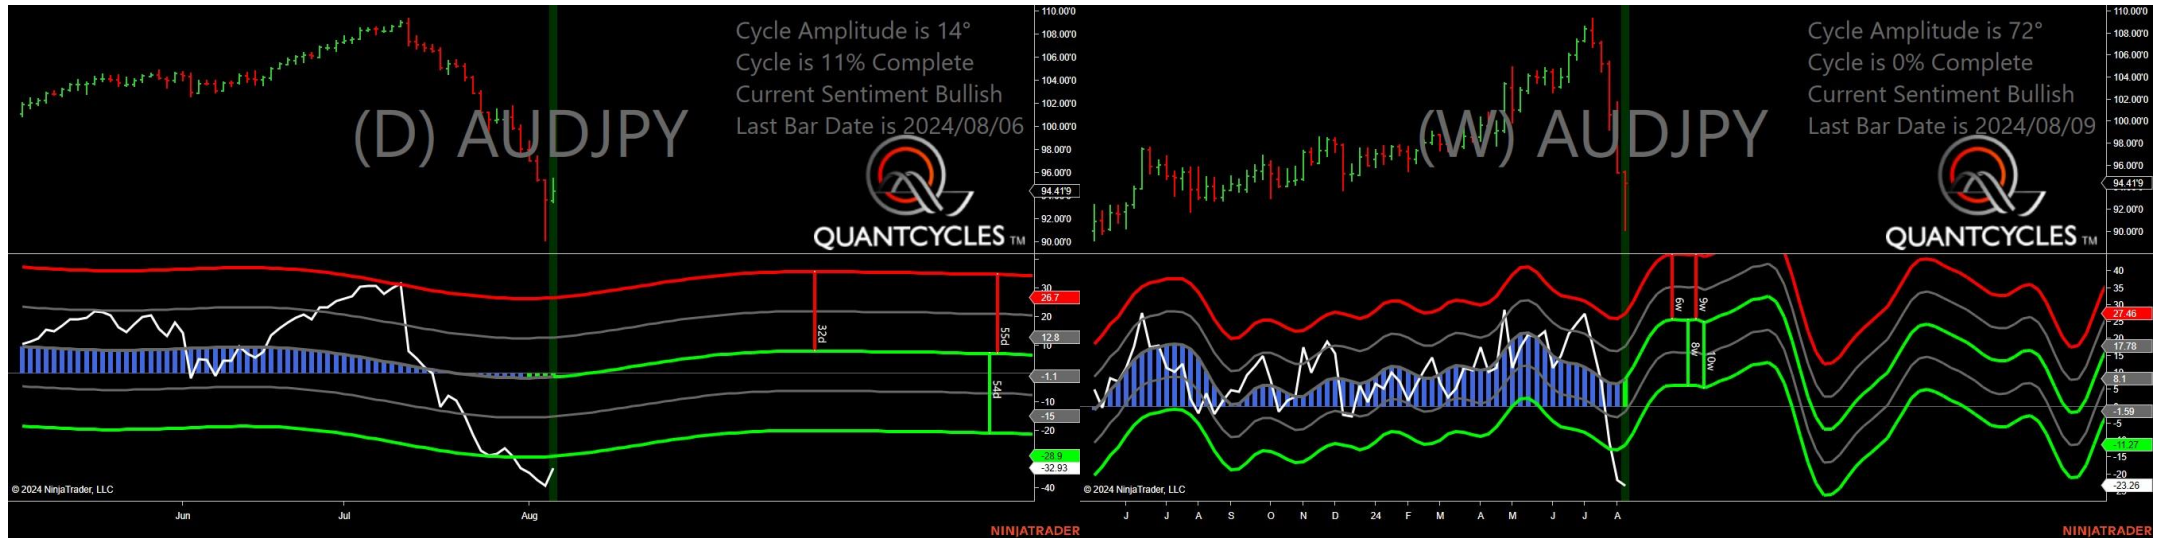 Cycle Amplitude is 14°
Cycle is 11% Complete
Current Sentiment Bullish
Last Bar Date is 2024/08/06
(D) AUDJPY
QUANTCYCLES TM
110.00'0
108.00'0
106.00'0
104.00'0
102.00'0
100.00'0
98.00'0
96.00'0
94.41'9
92.00'0
90.00'0
32d
55d
54d
30
26.7
20
12.8
10
-1.1
-10
-15
-20
-28.9
-32.93
-40
© 2024 NinjaTrader, LLC
Jun
Jul
Aug
NINJATRADER
Cycle Amplitude is 72°
Cycle is 0% Complete
Current Sentiment Bullish
Last Bar Date is 2024/08/09
(W) AUDJPY
QUANTCYCLES TM
110.00'0
108.00'0
106.00'0
104.00'0
102.00'0
100.00'0
98.00'0
96.00'0
94.41'9
92.00'0
90.00'0
6w
9w
8w
10w
40
35
30
27.46
25
17.78
15
8.1
5
-1.59
-5
-11.27
-15
-20
-23.26
© 2024 NinjaTrader, LLC
J
J
A
S
O
N
D
24
F
M
A
M
J
J
A
NINJATRADER